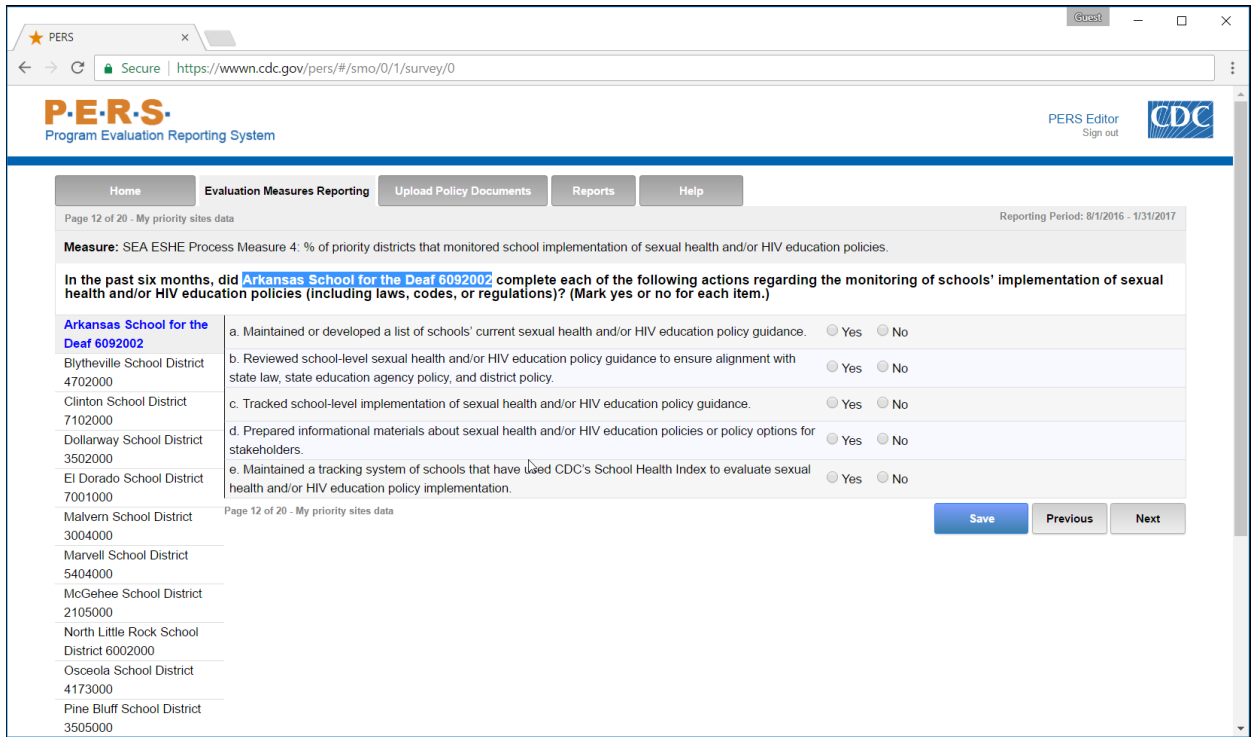 Guest
PERS
Secure | https://wwwn.cdc.gov/pers/#/smo/0/1/survey/0
P·E·R·S·
Program Evaluation Reporting System
PERS Editor
Sign out
CDC
Home
Evaluation Measures Reporting
Upload Policy Documents
Reports
Help
Page 12 of 20 - My priority sites data
Reporting Period: 8/1/2016 - 1/31/2017
Measure: SEA ESHE Process Measure 4: % of priority districts that monitored school implementation of sexual health and/or HIV education policies.
In the past six months, did Arkansas School for the Deaf 6092002 complete each of the following actions regarding the monitoring of schools' implementation of sexual
health and/or HIV education policies (including laws, codes, or regulations)? (Mark yes or no for each item.)
Arkansas School for the
Deaf 6092002
Blytheville School District
4702000
Clinton School District
7102000
Dollarway School District
3502000
El Dorado School District
7001000
Malvern School District
3004000
Marvell School District
5404000
McGehee School District
2105000
North Little Rock School
District 6002000
Osceola School District
4173000
Pine Bluff School District
3505000
a. Maintained or developed a list of schools' current sexual health and/or HIV education policy guidance.
Yes No
b. Reviewed school-level sexual health and/or HIV education policy guidance to ensure alignment with
state law, state education agency policy, and district policy.
Yes No
c. Tracked school-level implementation of sexual health and/or HIV education policy guidance.
Yes No
d. Prepared informational materials about sexual health and/or HIV education policies or policy options for
stakeholders.
Yes No
e. Maintained a tracking system of schools that have used CDC's School Health Index to evaluate sexual
health and/or HIV education policy implementation.
Yes No
Page 12 of 20 - My priority sites data
Save
Previous
Next